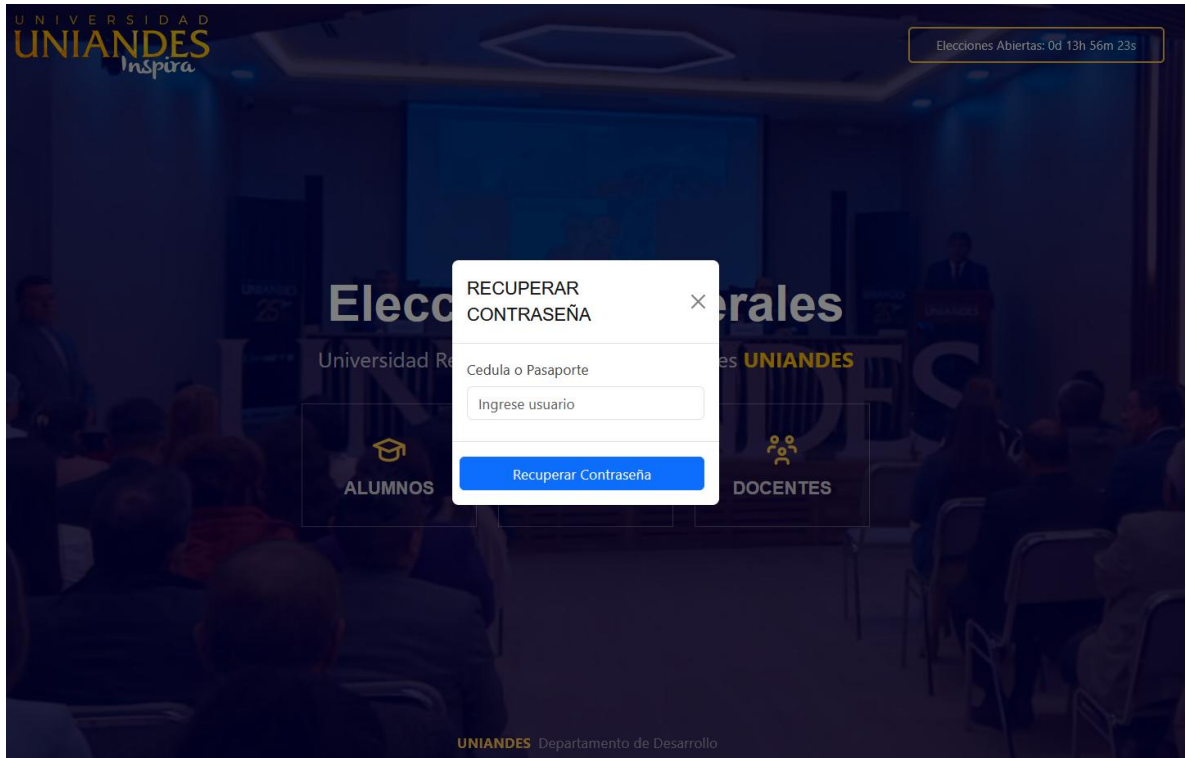 UNIVERSIDAD
UNIANDES
Inspira
Elecciones Abiertas: 0d 13h 56m 23s
RECUPERAR
CONTRASEÑA
Elecc
erales
Universidad Re
es UNIANDES
Cedula o Pasaporte
Ingrese usuario
Recuperar Contraseña
ALUMNOS
DOCENTES
UNIANDES
UNIANDES Departamento de Desarrollo